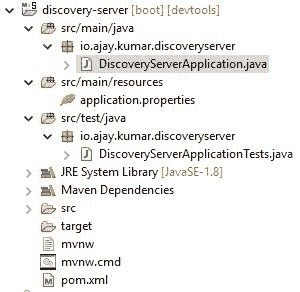 discovery-server [boot] [devtools]
src/main/java
io.ajay.kumar.discoveryserver
DiscoveryServerApplication.java
src/main/resources
application.properties
src/test/java
io.ajay.kumar.discoveryserver
DiscoveryServerApplicationTests.java
JRE System Library [JavaSE-1.8]
Maven Dependencies
src
target
mvnw
mvnw.cmd
pom.xml